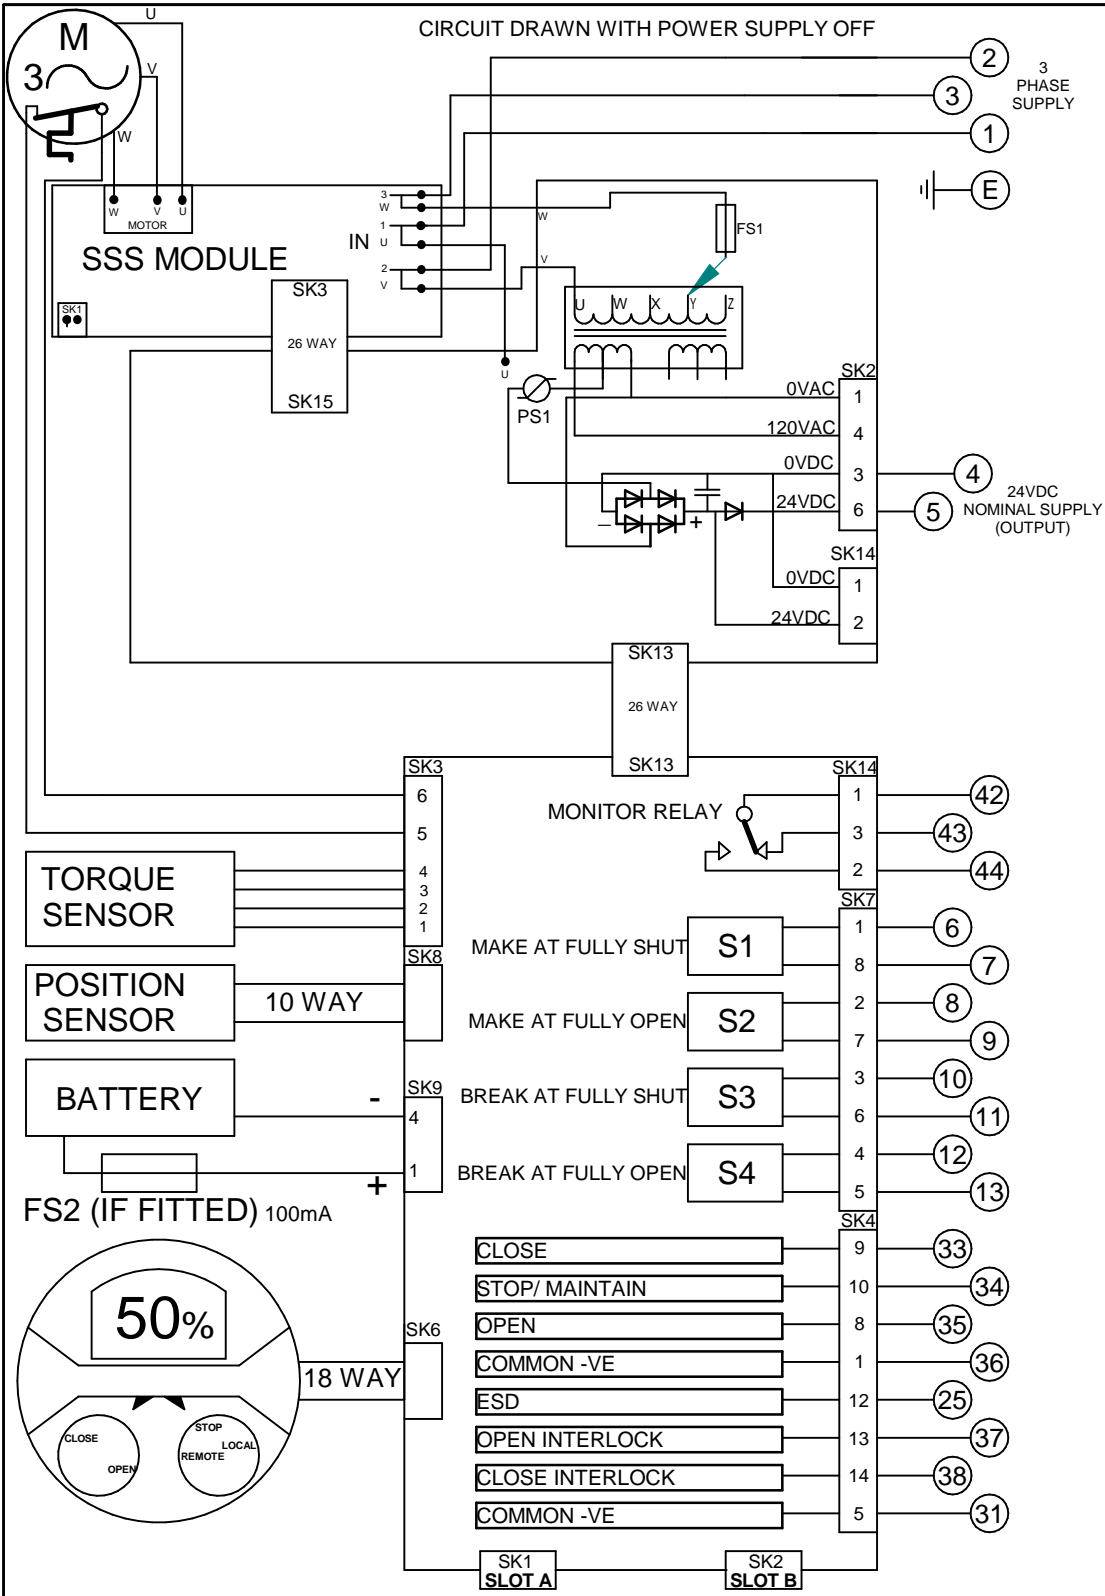 U
CIRCUIT DRAWN WITH POWER SUPPLY OFF
M
3
V
W
2
3
1
E
3
PHASE
SUPPLY
W
V
U
MOTOR
SSS MODULE
IN
3
W
1
U
2
V
W
V
FS1
SK1
SK3
26 WAY
SK15
U
U
W
X
Y
Z
PS1
SK2
0VAC
1
120VAC
4
0VDC
3
4
24VDC
6
5
24VDC
NOMINAL SUPPLY
(OUTPUT)
–
+
SK14
0VDC
1
24VDC
2
SK13
26 WAY
SK13
SK3
6
5
4
3
2
1
TORQUE
SENSOR
SK8
POSITION
SENSOR
10 WAY
BATTERY
-
SK9
4
1
+
FS2 (IF FITTED) 100mA
MONITOR RELAY
SK14
1
42
3
43
2
44
SK7
MAKE AT FULLY SHUT
S1
1
6
8
7
MAKE AT FULLY OPEN
S2
2
8
7
9
BREAK AT FULLY SHUT
S3
3
10
6
11
BREAK AT FULLY OPEN
S4
4
12
5
13
SK4
CLOSE
9
33
STOP/ MAINTAIN
10
34
OPEN
8
35
COMMON -VE
1
36
ESD
12
25
OPEN INTERLOCK
13
37
CLOSE INTERLOCK
14
38
COMMON -VE
5
31
50%
SK6
18 WAY
CLOSE
OPEN
STOP
LOCAL
REMOTE
SK1
SLOT A
SK2
SLOT B